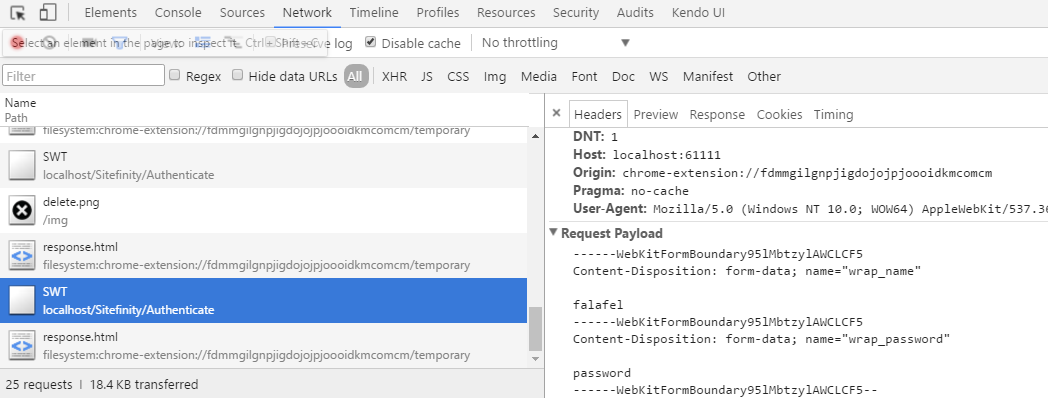 Elements Console Sources Network Timeline Profiles Resources Security Audits Kendo UI
Select an element in the page to inspect it. Ctrl+Shift+C
View: Preserve log Disable cache No throttling
Filter Regex Hide data URLs All XHR JS CSS Img Media Font Doc WS Manifest Other
Name
Path
filesystem:chrome-extension://fdmmgilgnpjigdojojpjoooidkmcomcm/temporary
SWT
localhost/Sitefinity/Authenticate
delete.png
/img
response.html
filesystem:chrome-extension://fdmmgilgnpjigdojojpjoooidkmcomcm/temporary
SWT
localhost/Sitefinity/Authenticate
response.html
filesystem:chrome-extension://fdmmgilgnpjigdojojpjoooidkmcomcm/temporary
25 requests | 18.4 KB transferred
× Headers Preview Response Cookies Timing
DNT: 1
Host: localhost:61111
Origin: chrome-extension://fdmmgilgnpjigdojojpjoooidkmcomcm
Pragma: no-cache
User-Agent: Mozilla/5.0 (Windows NT 10.0; WOW64) AppleWebKit/537.36
Request Payload
------WebKitFormBoundary95lMbtzylAWCLCF5
Content-Disposition: form-data; name="wrap_name"
falafel
------WebKitFormBoundary95lMbtzylAWCLCF5
Content-Disposition: form-data; name="wrap_password"
password
------WebKitFormBoundary95lMbtzylAWCLCF5--